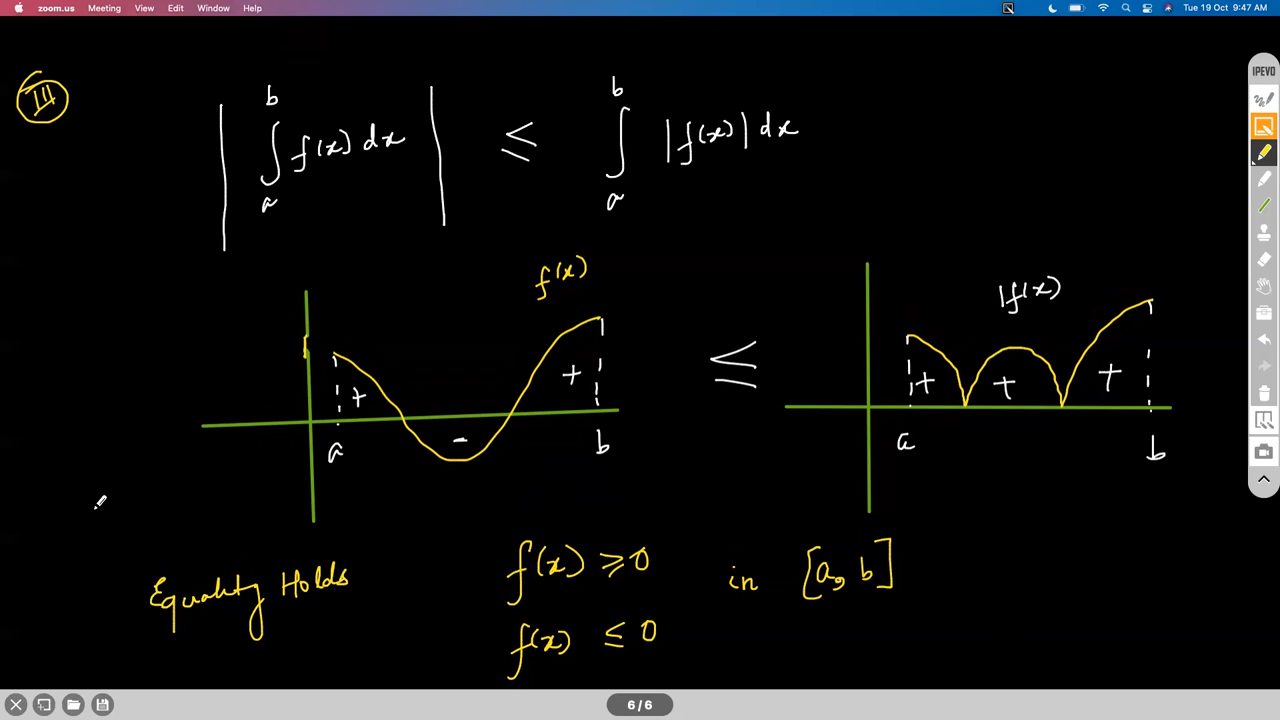 zoom.us Meeting View Edit Window Help Tue 19 Oct 9:47 AM
III
| ∫_a^b f(x) dx | ≤ ∫_a^b |f(x)| dx
IPEVO
f(x)
|f(x)
+ - +
≤
+ + +
a b
a b
Equality Holds f(x) ≥ 0 in [a, b]
f(x) ≤ 0
6/6